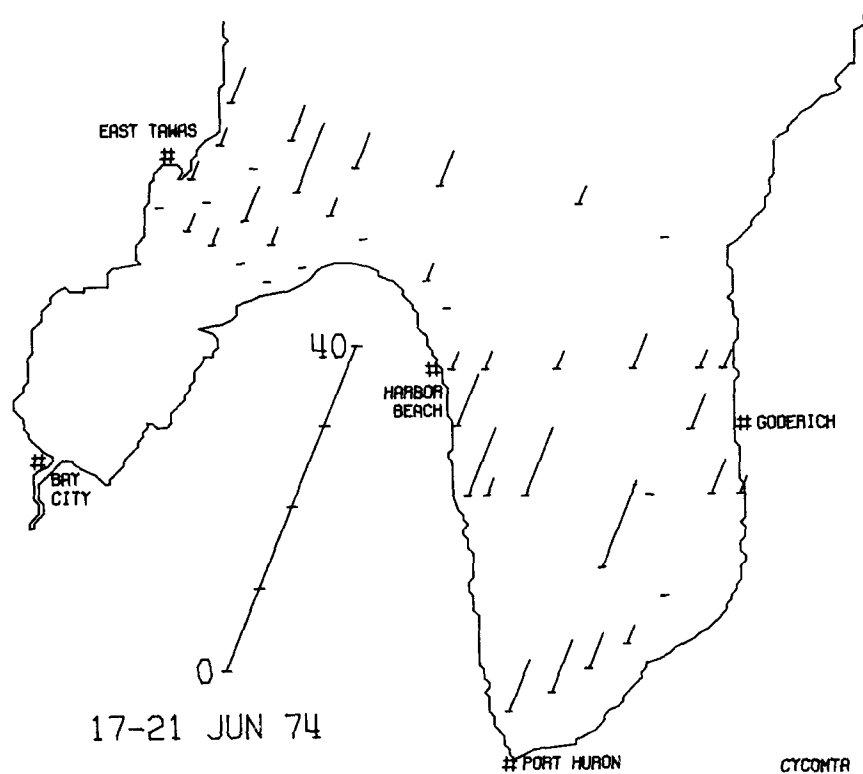 EAST TAWAS
#
40
#
HARBOR
BEACH
# GODERICH
#
BAY
CITY
0
17-21 JUN 74
# PORT HURON
CYCOMTA